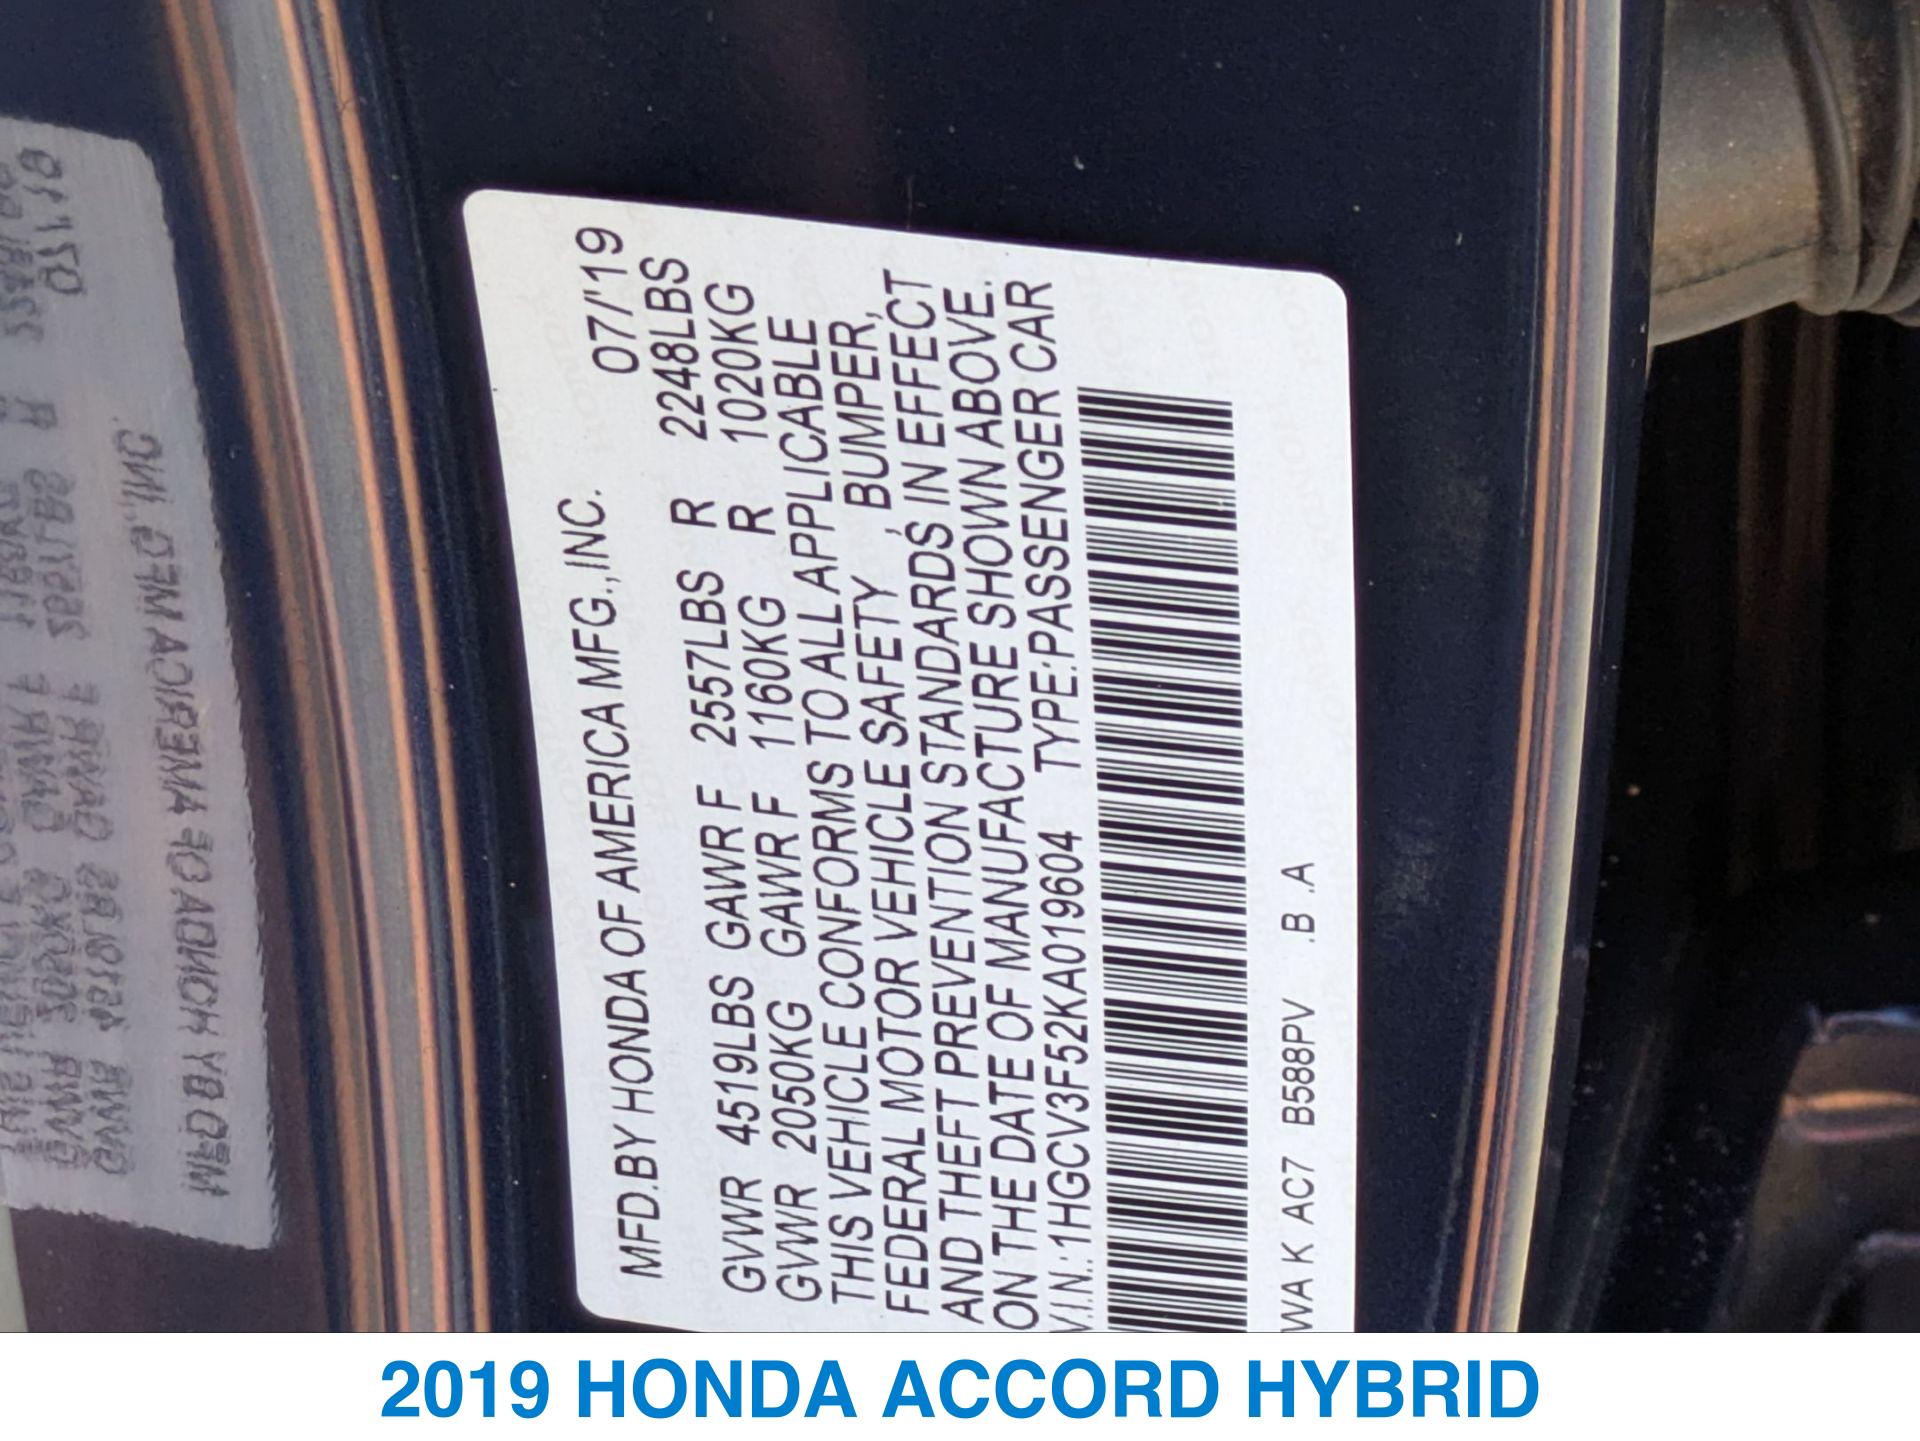 MFD.BY HONDA OF AMERICA MFG.,INC. 07/'19
GVWR 4519LBS GAWR F 2557LBS R 2248LBS
GVWR 2050KG GAWR F 1160KG R 1020KG
THIS VEHICLE CONFORMS TO ALL APPLICABLE
FEDERAL MOTOR VEHICLE SAFETY , BUMPER,
AND THEFT PREVENTION STANDARDS IN EFFECT
ON THE DATE OF MANUFACTURE SHOWN ABOVE.
V.I.N.: 1HGCV3F52KA019604 TYPE:PASSENGER CAR
WA K AC7 B588PV .B .A
2019 HONDA ACCORD HYBRID